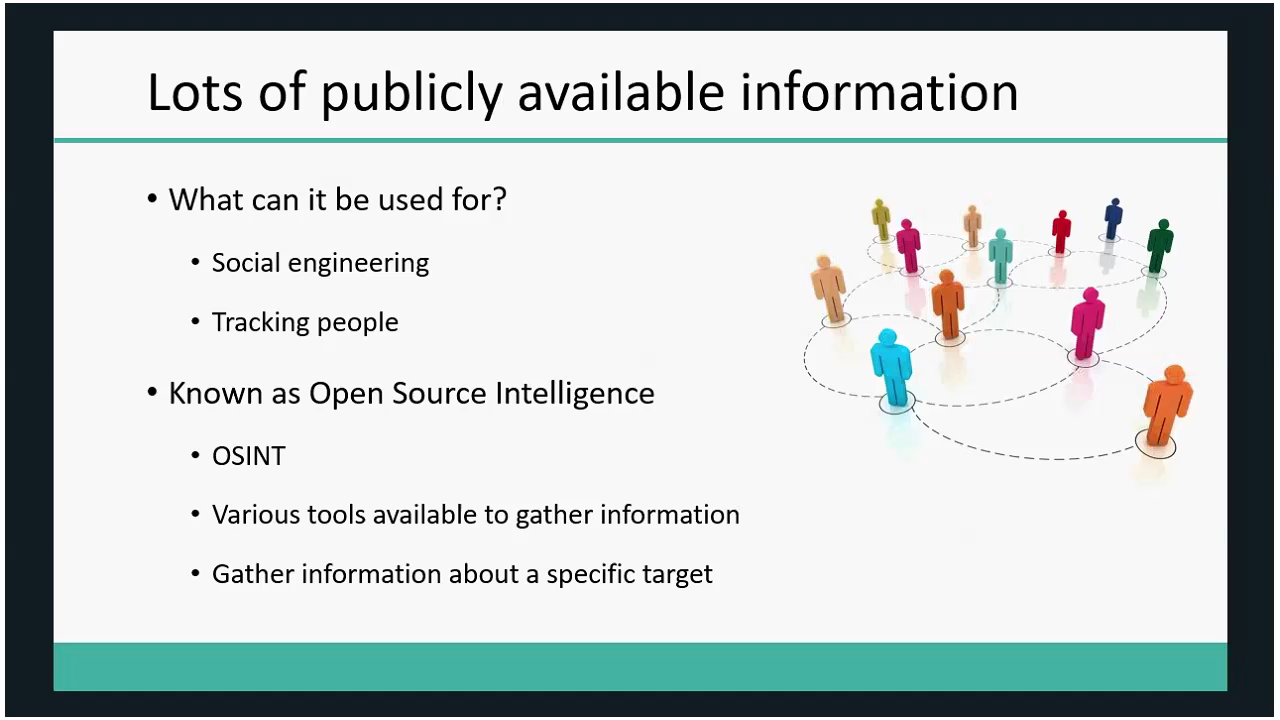 Lots of publicly available information
• What can it be used for?
• Social engineering
• Tracking people
• Known as Open Source Intelligence
• OSINT
• Various tools available to gather information
• Gather information about a specific target